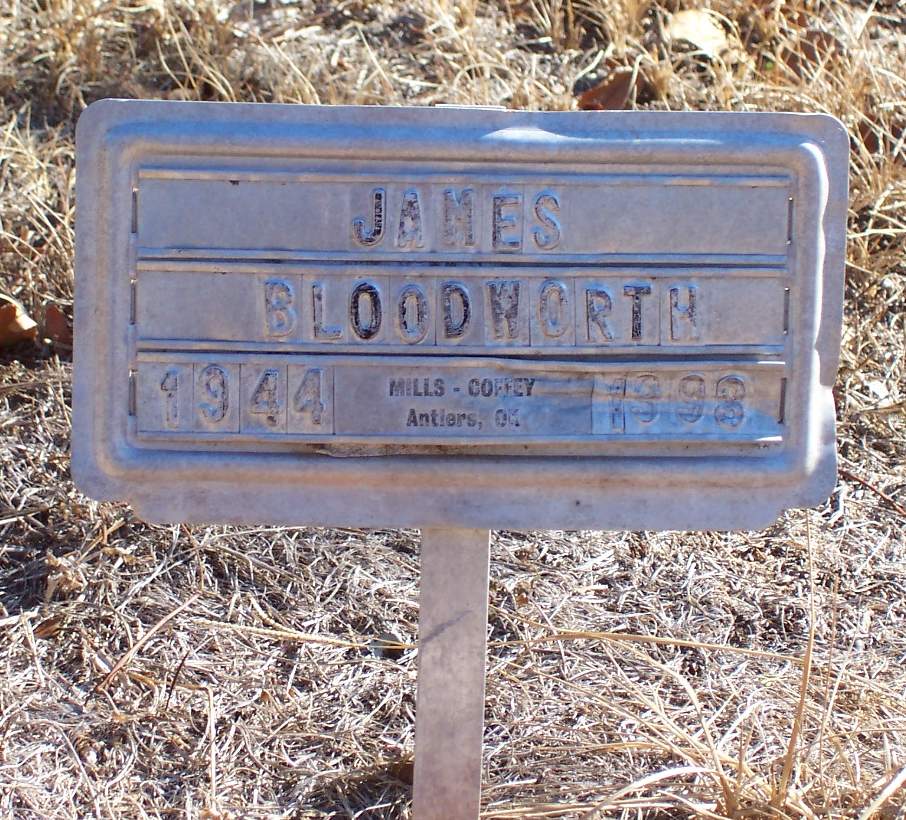 JAMES
BLOODWORTH
1944 MILLS - COFFEY 1998
Antlers, OK